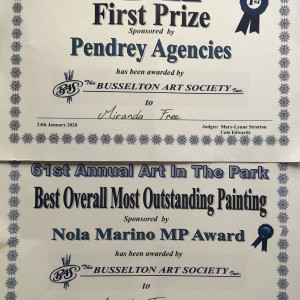 1st
First Prize
Sponsored by
Pendrey Agencies
has been awarded by
BAS The BUSSELTON ART SOCIETY Inc.
to
Miranda Free
24th January 2020
Judges: Mary-Lynne Stratton
Cate Edwards
61st Annual Art In The Park
Best Overall Most Outstanding Painting
Sponsored by
Nola Marino MP Award
has been awarded by
BAS The BUSSELTON ART SOCIETY Inc.
to